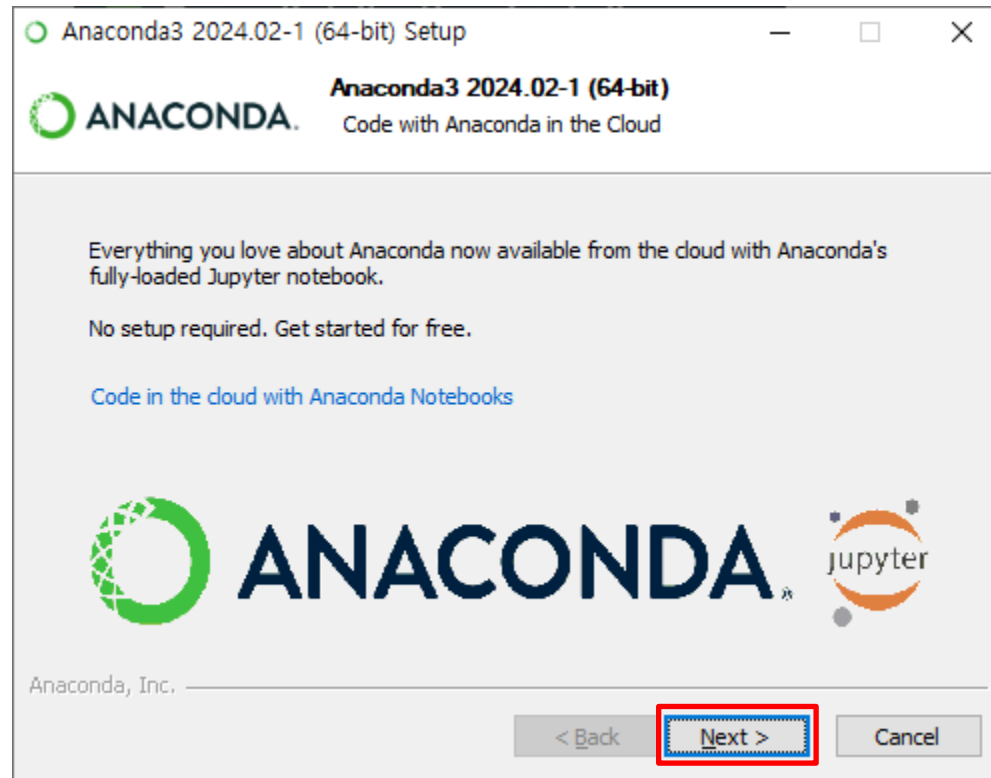 Anaconda3 2024.02-1 (64-bit) Setup
ANACONDA.
Anaconda3 2024.02-1 (64-bit)
Code with Anaconda in the Cloud
Everything you love about Anaconda now available from the cloud with Anaconda's
fully-loaded Jupyter notebook.
No setup required. Get started for free.
Code in the cloud with Anaconda Notebooks
ANACONDA.®
jupyter
Anaconda, Inc.
< Back
Next >
Cancel